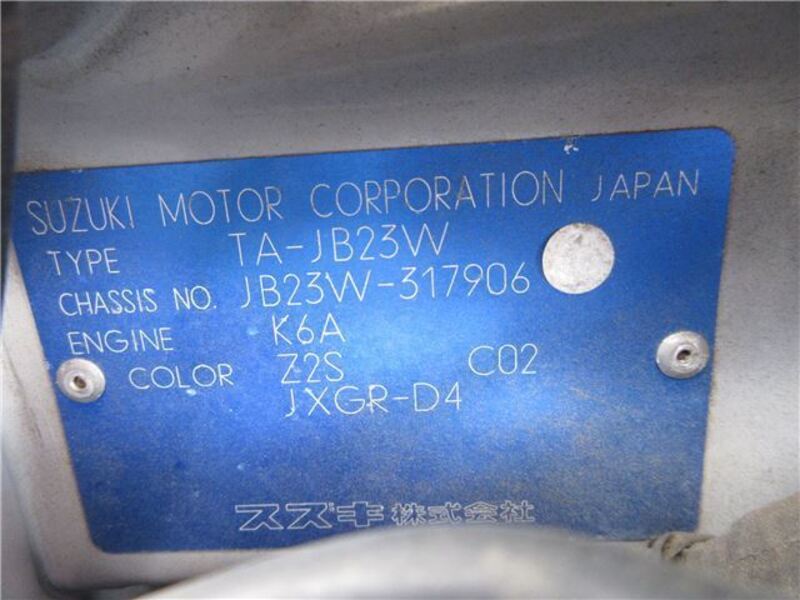 SUZUKI MOTOR CORPORATION JAPAN
TYPE TA-JB23W
CHASSIS NO. JB23W-317906
ENGINE K6A
COLOR Z2S C02
JXGR-D4
スズキ株式会社